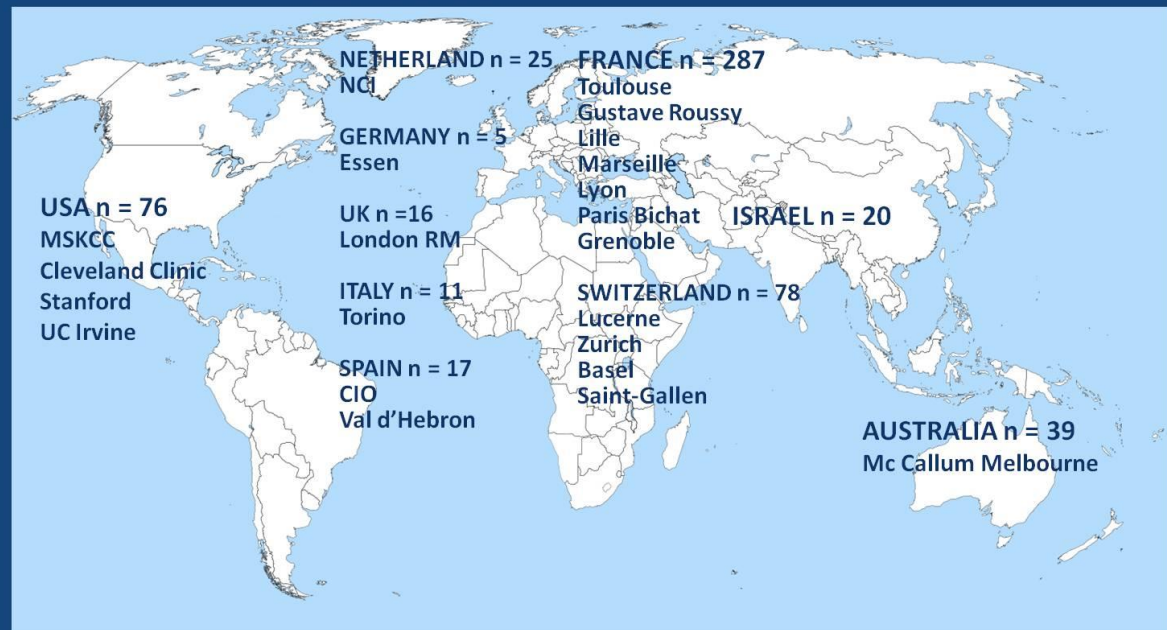 USA n = 76
MSKCC
Cleveland Clinic
Stanford
UC Irvine
NETHERLAND n = 25
NCI
GERMANY n = 5
Essen
UK n =16
London RM
ITALY n = 11
Torino
SPAIN n = 17
CIO
Val d’Hebron
FRANCE n = 287
Toulouse
Gustave Roussy
Lille
Marseille
Lyon
Paris Bichat
Grenoble
SWITZERLAND n = 78
Lucerne
Zurich
Basel
Saint-Gallen
ISRAEL n = 20
AUSTRALIA n = 39
Mc Callum Melbourne